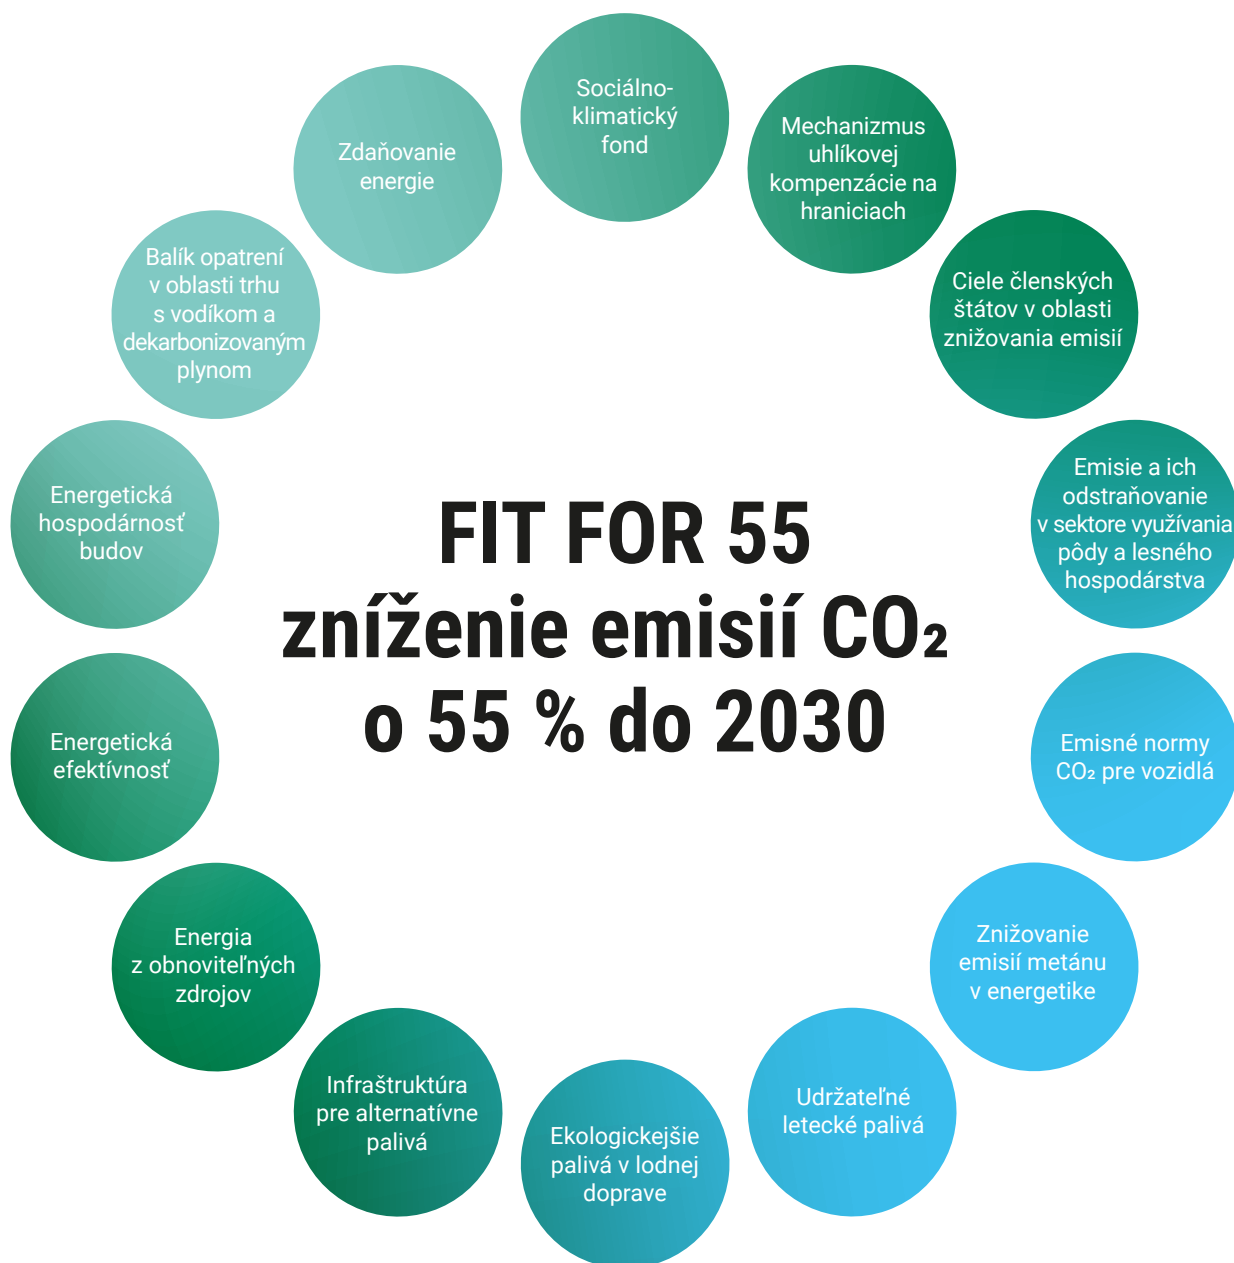 Sociálno-
klimatický
fond
Mechanizmus
uhlíkovej
kompenzácie na
hraniciach
Ciele členských
štátov v oblasti
znižovania emisií
Emisie a ich
odstraňovanie
v sektore využívania
pôdy a lesného
hospodárstva
Emisné normy
CO₂ pre vozidlá
Znižovanie
emisií metánu
v energetike
Udržateľné
letecké palivá
Ekologickejšie
palivá v lodnej
doprave
Infraštruktúra
pre alternatívne
palivá
Energia
z obnoviteľných
zdrojov
Energetická
efektívnosť
Energetická
hospodárnosť
budov
Balík opatrení
v oblasti trhu
s vodíkom a
dekarbonizovaným
plynom
Zdaňovanie
energie
FIT FOR 55
zníženie emisií CO₂
o 55 % do 2030